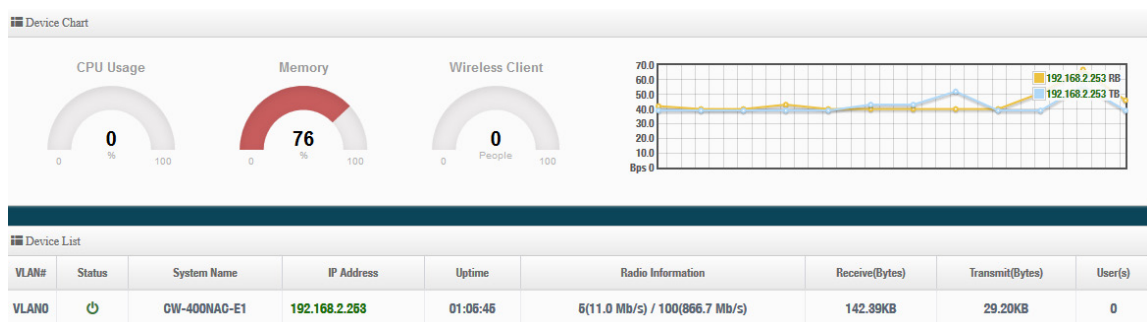 Device Chart
CPU Usage
Memory
Wireless Client
0
%
0
100
76
%
0
100
0
People
0
100
70.0
60.0
50.0
40.0
30.0
20.0
10.0
Bps 0
192.168.2.253 RB
192.168.2.253 TB
Device List
VLAN# Status System Name IP Address Uptime Radio Information Receive(Bytes) Transmit(Bytes) User(s)
VLAN0 CW-400NAC-E1 192.168.2.253 01:05:45 5(11.0 Mb/s) / 100(866.7 Mb/s) 142.39KB 29.20KB 0